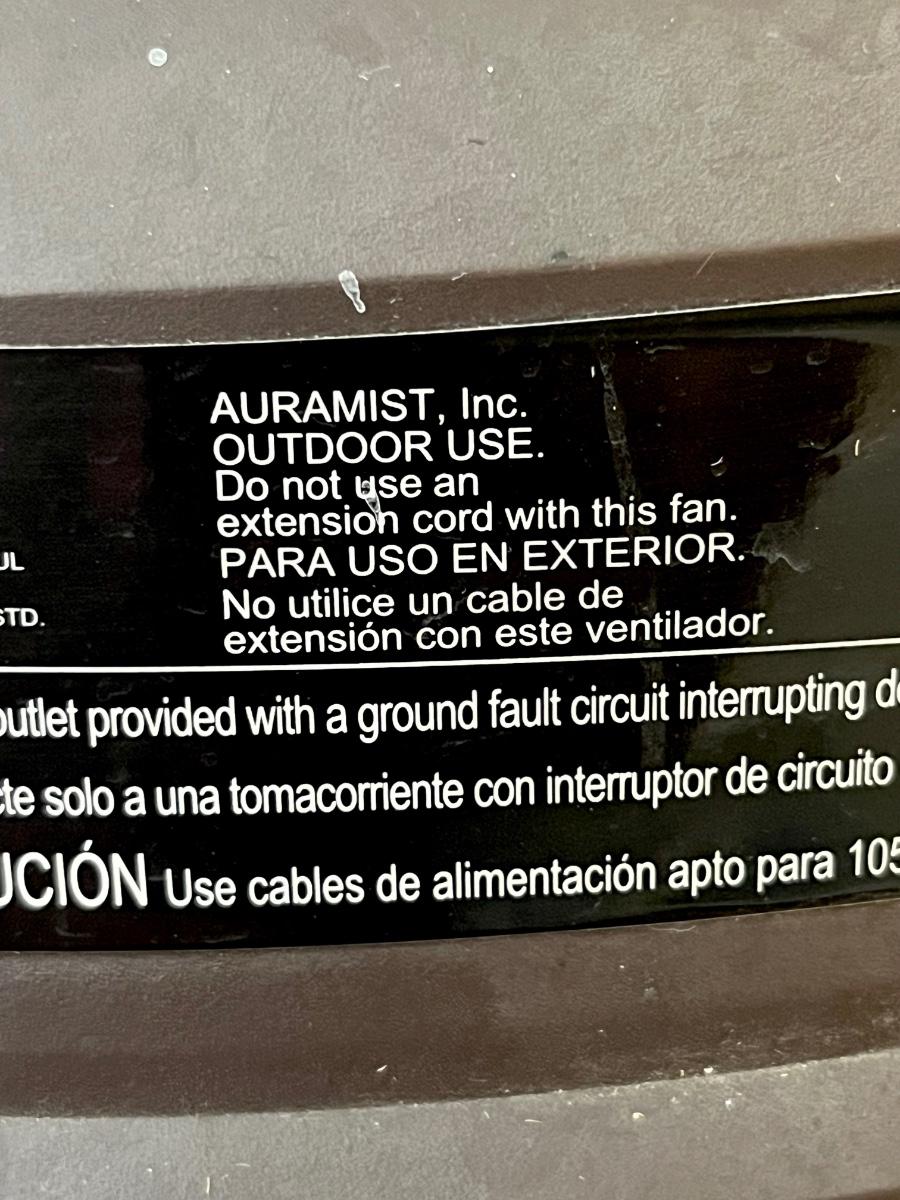 AURAMIST, Inc.
OUTDOOR USE.
Do not use an
extension cord with this fan.
PARA USO EN EXTERIOR.
No utilice un cable de
extensión con este ventilador.
UL
STD.
outlet provided with a ground fault circuit interrupting
solo a una tomacorriente con interruptor de circuito
UCIÓN Use cables de alimentación apto para 105